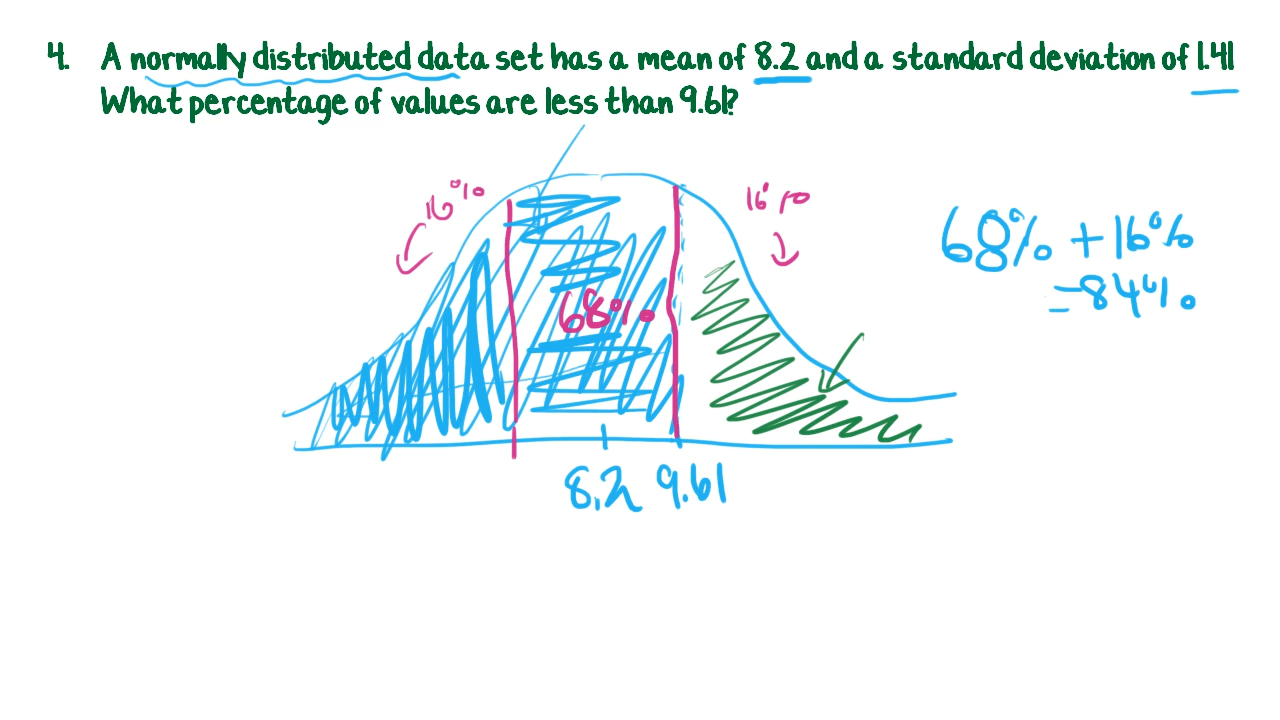 4. A normally distributed data set has a mean of 8.2 and a standard deviation of 1.41
What percentage of values are less than 9.61?
16%
16%
68% + 16%
= 84%
68%
8.2 9.61